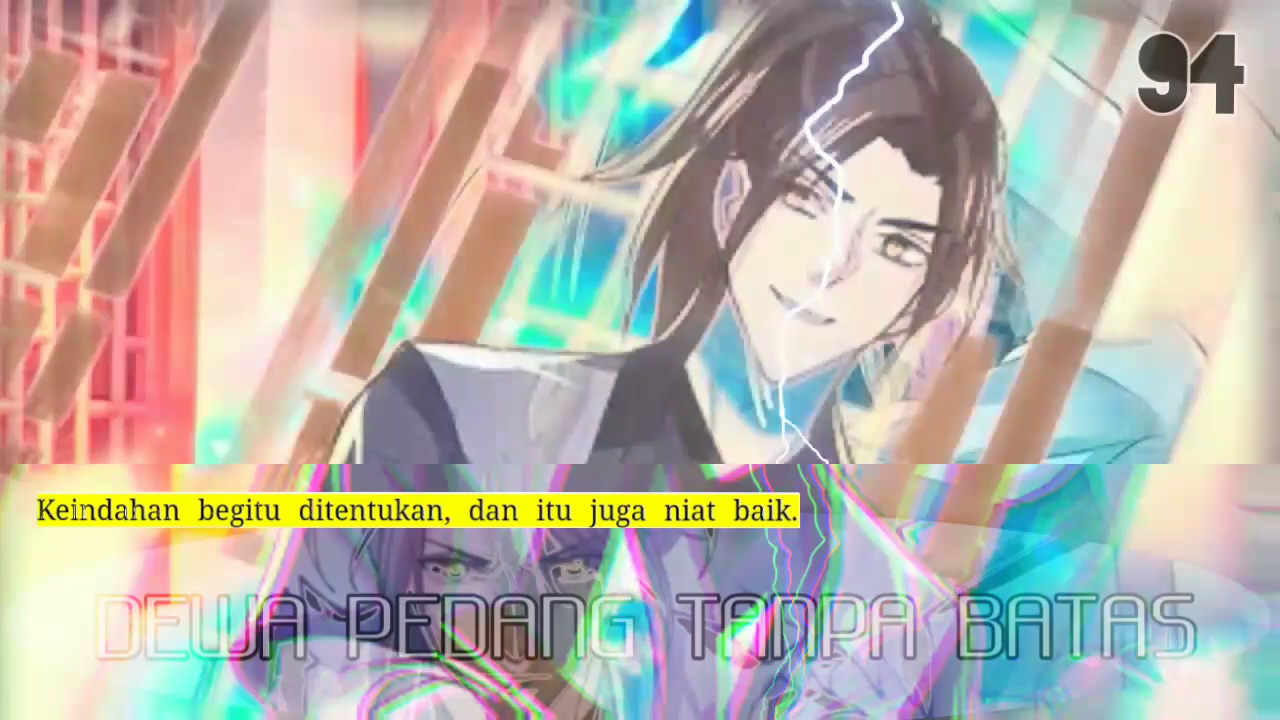 94
Keindahan begitu ditentukan, dan itu juga niat baik.
DEWA PEDANG TANPA BATAS